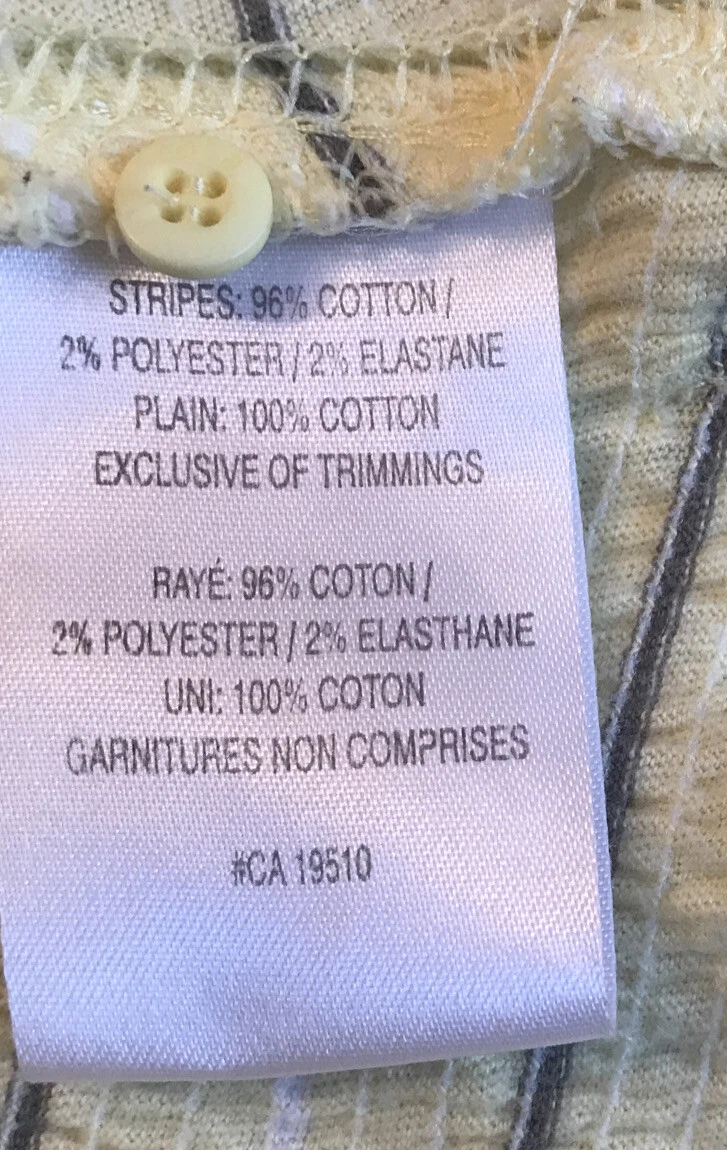 STRIPES: 96% COTTON /
2% POLYESTER / 2% ELASTANE
PLAIN: 100% COTTON
EXCLUSIVE OF TRIMMINGS
RAYÉ: 96% COTON /
2% POLYESTER / 2% ELASTHANE
UNI: 100% COTON
GARNITURES NON COMPRISES
#CA 19510